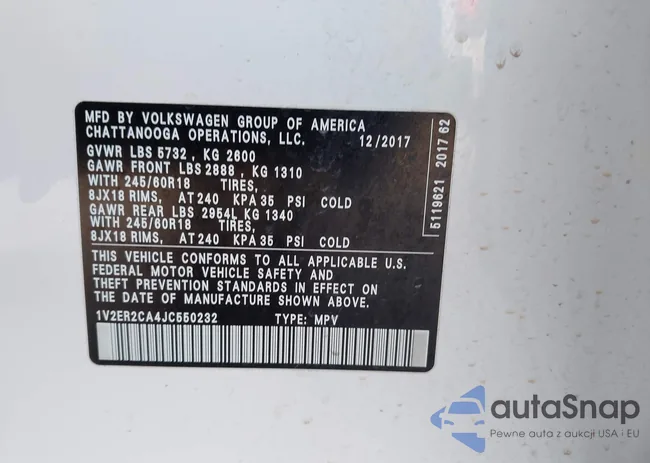 MFD BY VOLKSWAGEN GROUP OF AMERICA
CHATTANOOGA OPERATIONS, LLC. 12/2017
GVWR LBS 5732 , KG 2600
GAWR FRONT LBS 2888 , KG 1310
WITH 245/60R18 TIRES,
8JX18 RIMS, AT 240 KPA 35 PSI COLD
GAWR REAR LBS 2954L KG 1340
WITH 245/60R18 TIRES,
8JX18 RIMS, AT 240 KPA 35 PSI COLD
THIS VEHICLE CONFORMS TO ALL APPLICABLE U.S.
FEDERAL MOTOR VEHICLE SAFETY AND
THEFT PREVENTION STANDARDS IN EFFECT ON
THE DATE OF MANUFACTURE SHOWN ABOVE.
1V2ER2CA4JC550232 TYPE: MPV
5119621 2017 62
autaSnap
Pewne auta z aukcji USA i EU